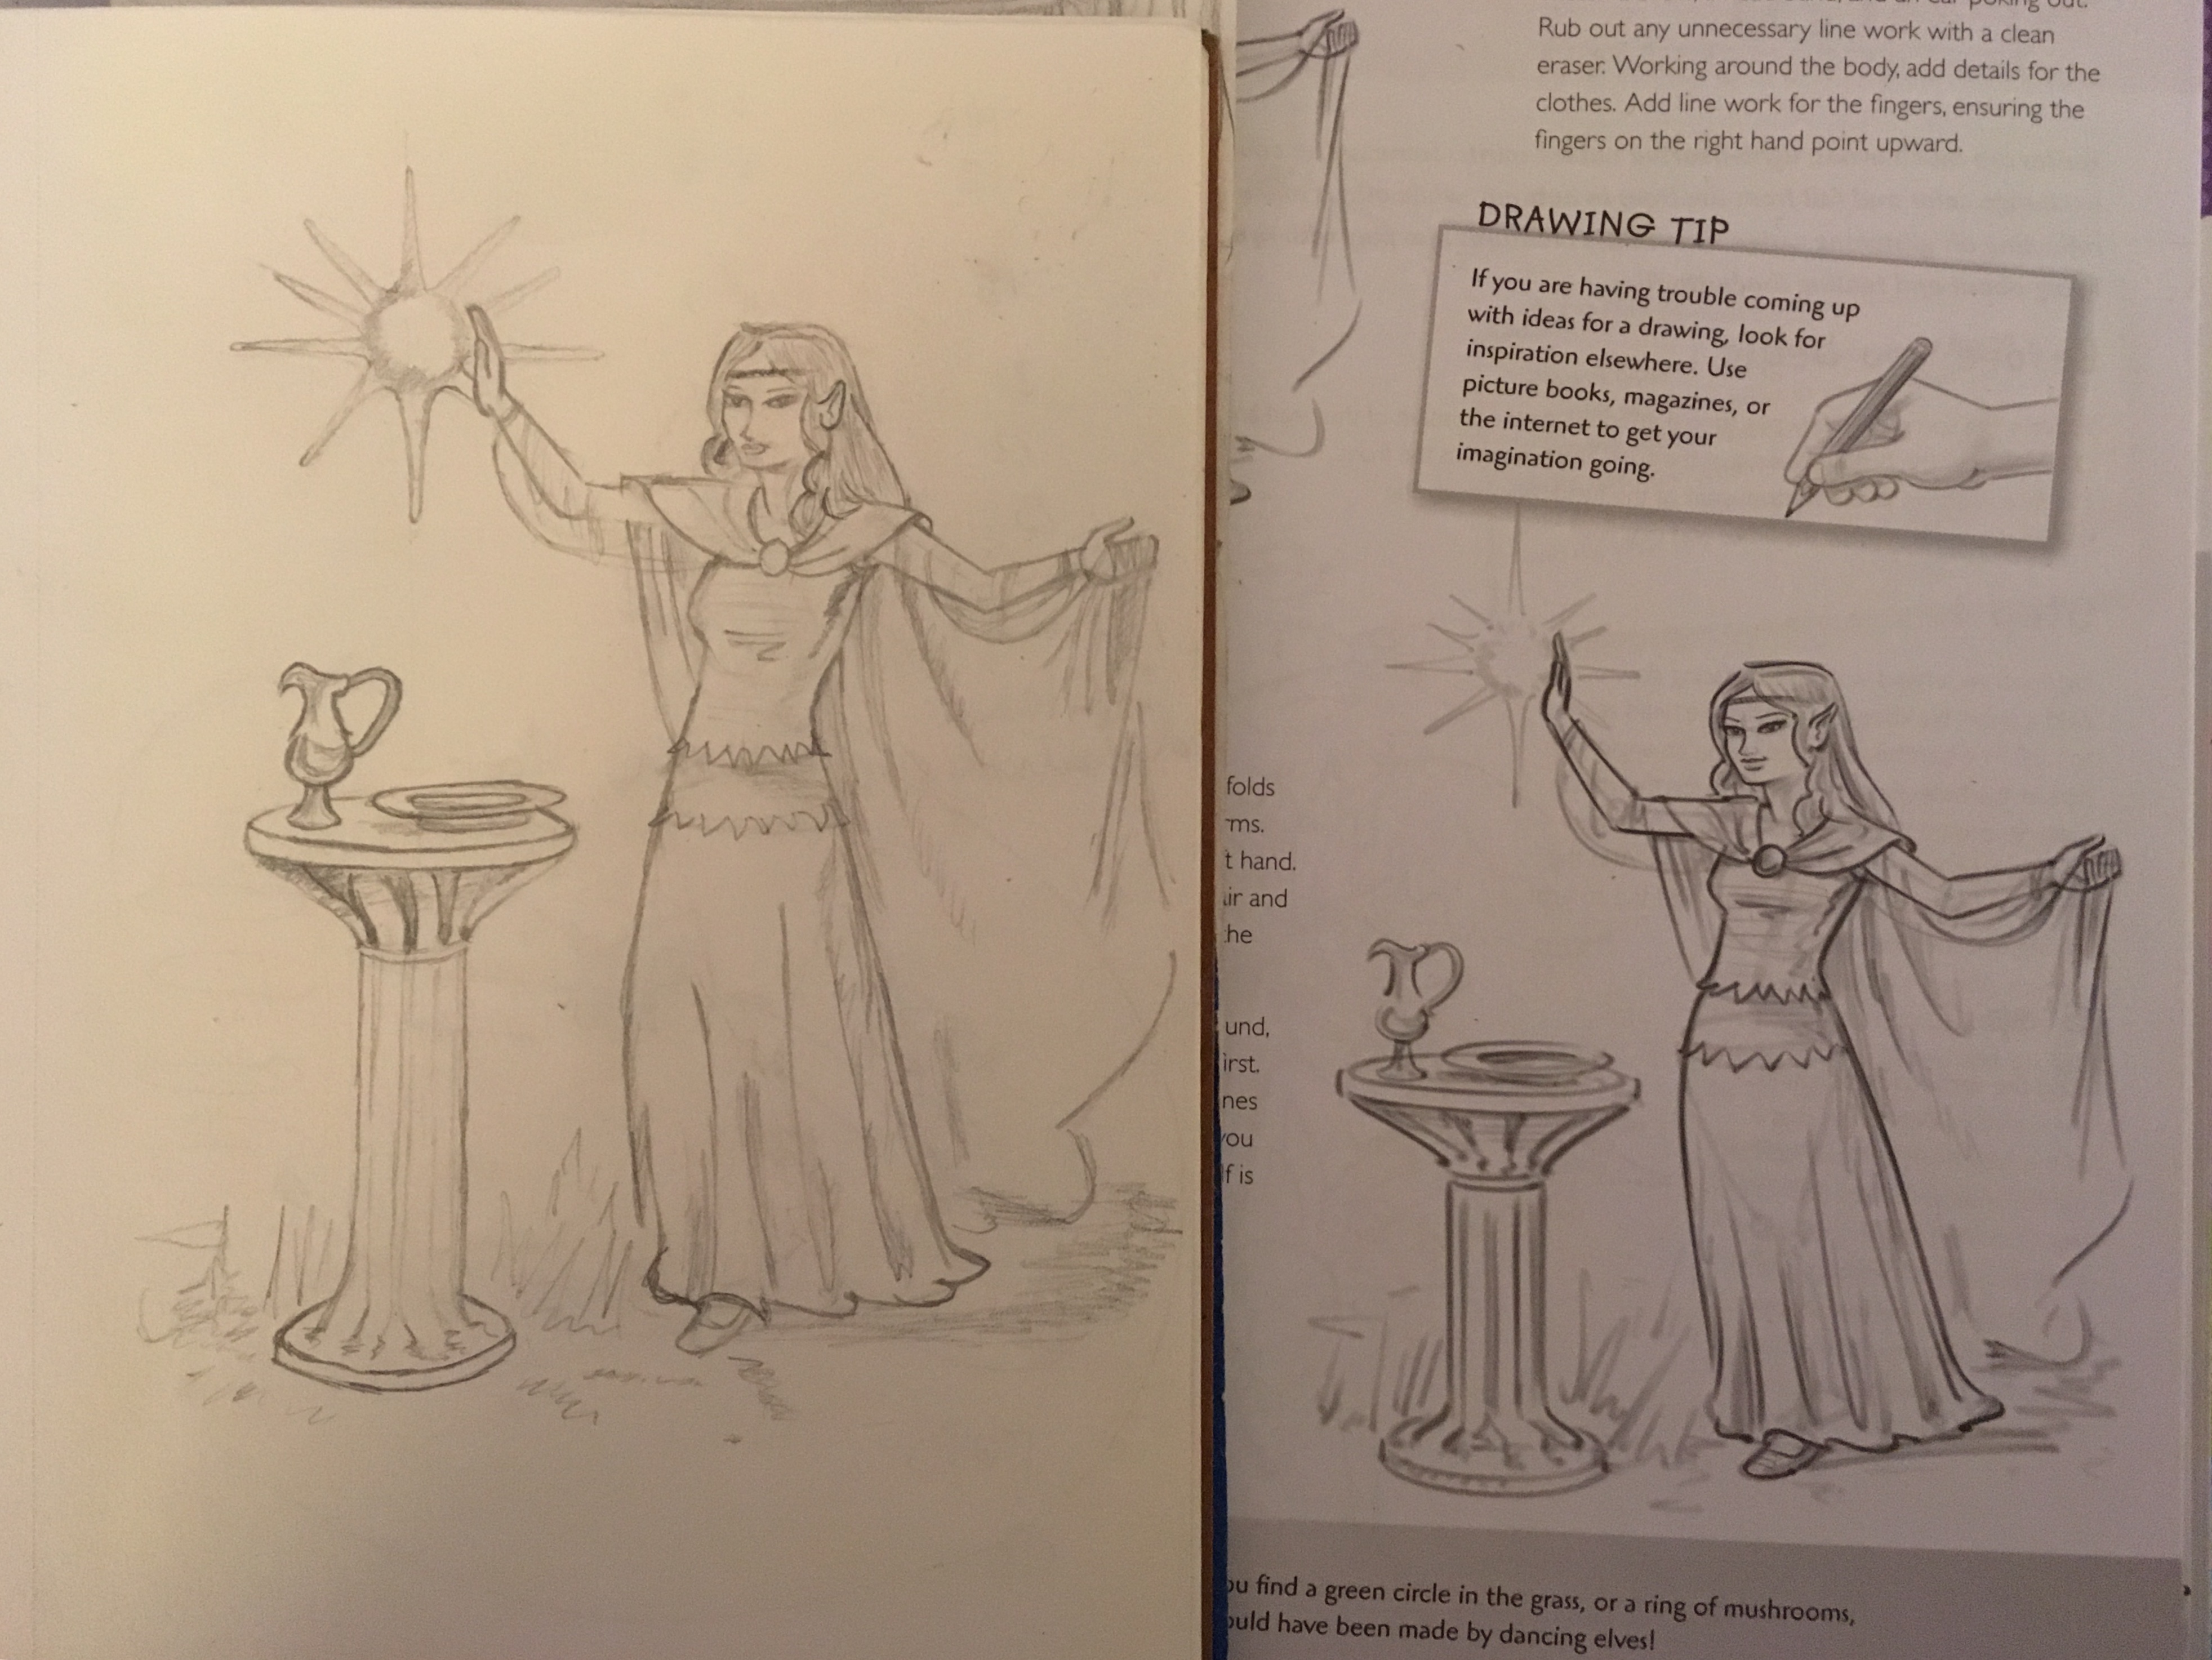 Rub out any unnecessary line work with a clean
eraser. Working around the body, add details for the
clothes. Add line work for the fingers, ensuring the
fingers on the right hand point upward.
DRAWING TIP
If you are having trouble coming up
with ideas for a drawing, look for
inspiration elsewhere. Use
picture books, magazines, or
the internet to get your
imagination going.
folds
t hand.
and
und,
is
find a green circle in the grass, or a ring of mushrooms,
have been made by dancing elves!